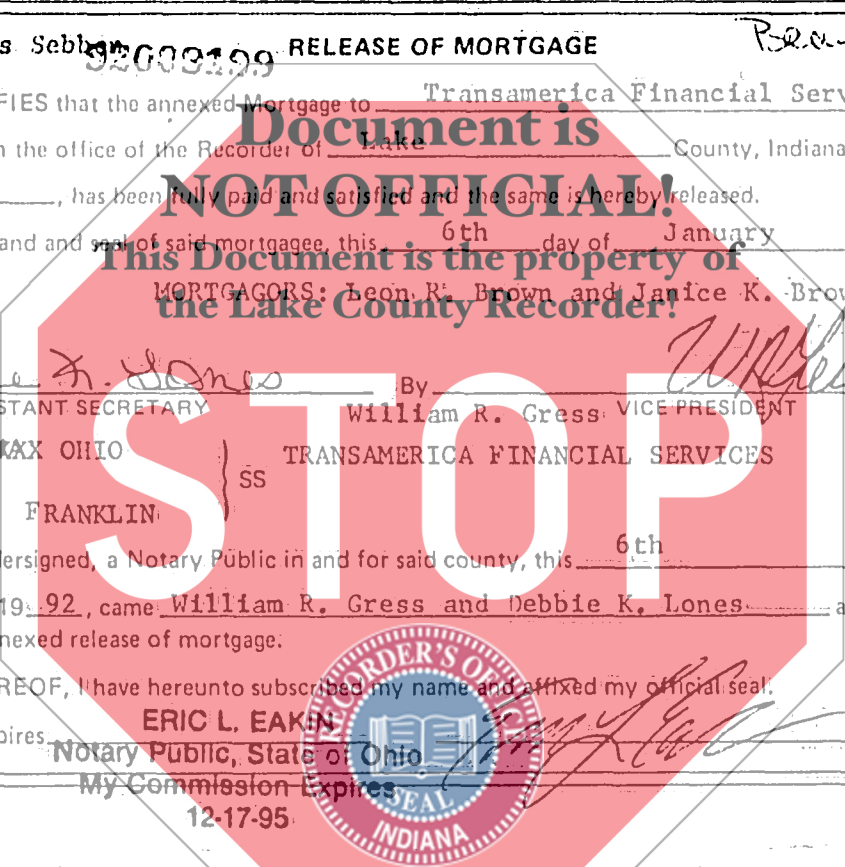 s Sebben 92003199 RELEASE OF MORTGAGE
FIES that the annexed Mortgage to Transamerica Financial Serv
Document is
n the office of the Recorder of Lake County, Indiana
, has been fully paid and satisfied and the same is hereby released.
NOT OFFICIAL!
and and seal of said mortgagee, this 6th day of January
This Document is the property of
MORTGAGORS: Leon R. Brown and Janice K. Brow
the Lake County Recorder!
e K. Lones
By
STANT SECRETARY William R. Gress VICE PRESIDENT
STOP
OHIO SS TRANSAMERICA FINANCIAL SERVICES
FRANKLIN
dersigned, a Notary Public in and for said county, this 6th
19 92, came William R. Gress and Debbie K. Lones a
nexed release of mortgage.
REOF, I have hereunto subscribed my name and affixed my official seal.
pires
ERIC L. EAKIN
Notary Public, State of Ohio
My Commission Expires
12-17-95
RECORDER'S OFFICE
SEAL
INDIANA